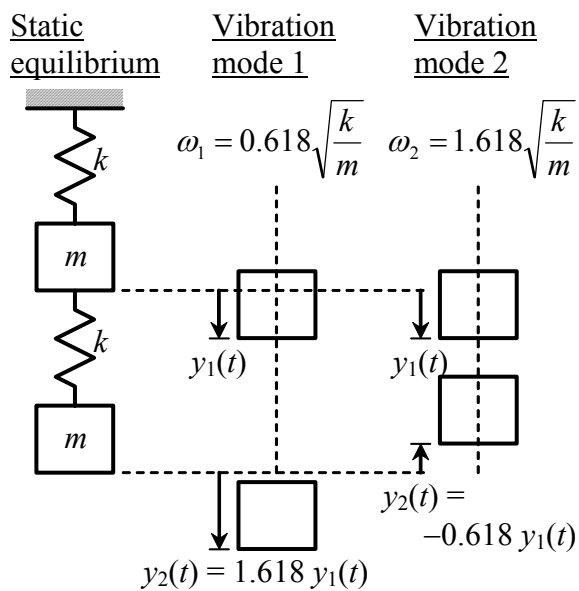 Static
equilibrium
Vibration
mode 1
Vibration
mode 2
ω₁ = 0.618√(k/m)
ω₂ = 1.618√(k/m)
k
m
k
m
y₁(t)
y₁(t)
y₂(t) = 1.618 y₁(t)
y₂(t) =
−0.618 y₁(t)